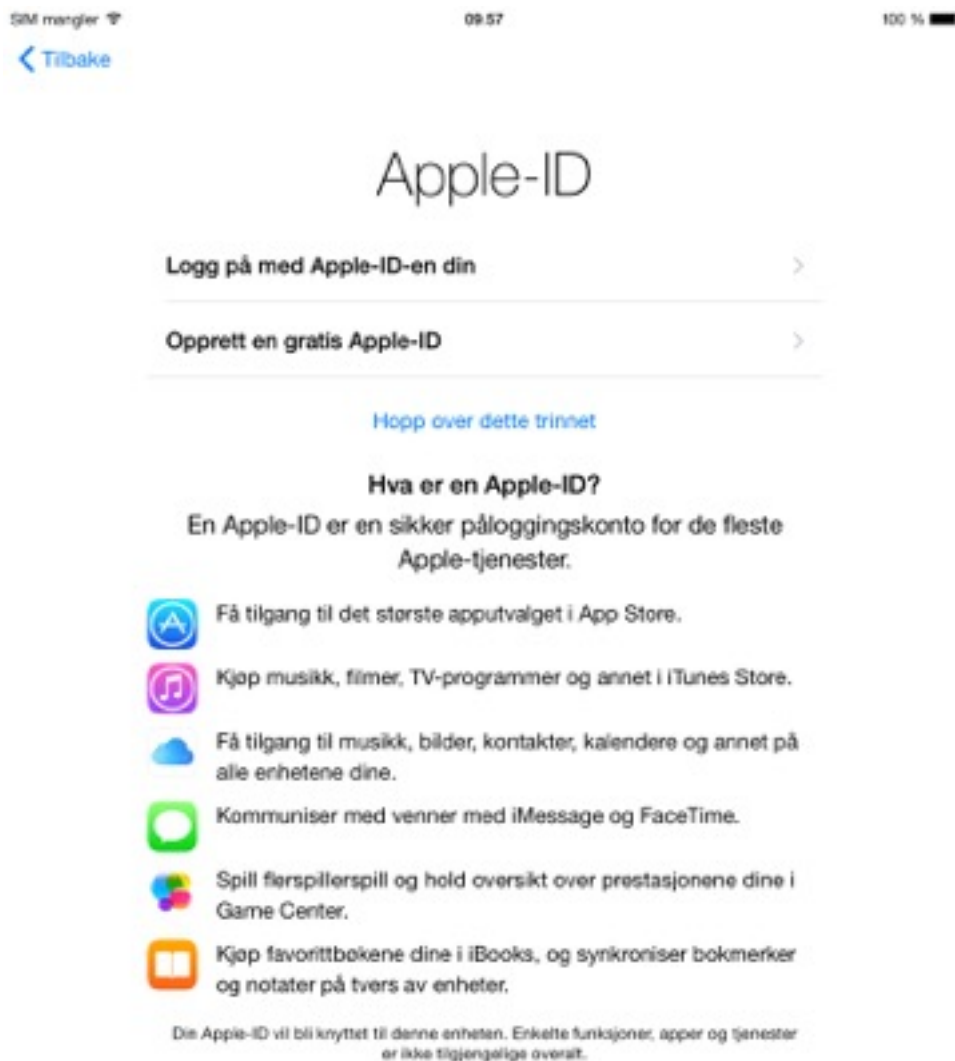 SIM mangler
09.57
100 %
Tilbake
Apple-ID
Logg på med Apple-ID-en din
Opprett en gratis Apple-ID
Hopp over dette trinnet
Hva er en Apple-ID?
En Apple-ID er en sikker påloggingskonto for de fleste
Apple-tjenester.
Få tilgang til det største apputvalget i App Store.
Kjøp musikk, filmer, TV-programmer og annet i iTunes Store.
Få tilgang til musikk, bilder, kontakter, kalendere og annet på
alle enhetene dine.
Kommuniser med venner med iMessage og FaceTime.
Spill flerspillerspill og hold oversikt over prestasjonene dine i
Game Center.
Kjøp favorittbøkene dine i iBooks, og synkroniser bokmerker
og notater på tvers av enheter.
Din Apple-ID vil bli knyttet til denne enheten. Enkelte funksjoner, apper og tjenester
er ikke tilgjengelige overalt.